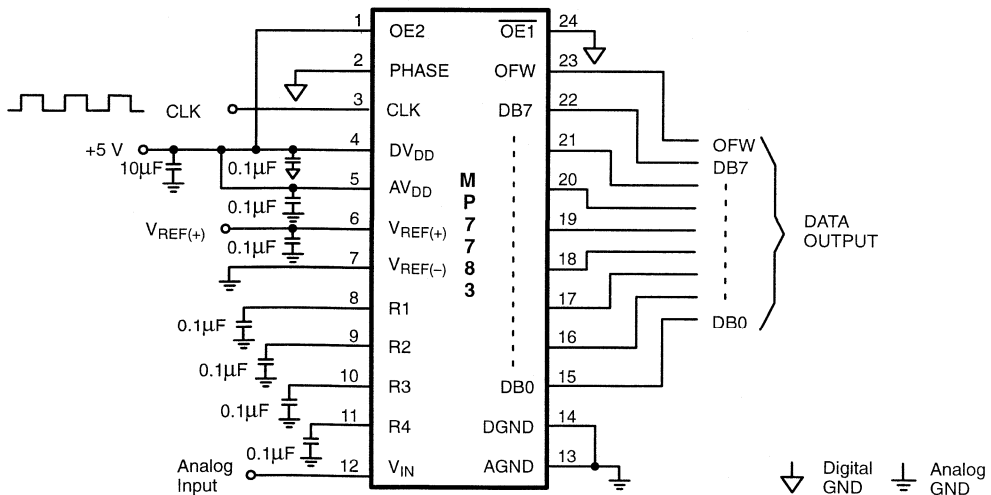 1 OE2 OE1 24
2 PHASE OFW 23
CLK 3 CLK DB7 22
+5 V 4 DVDD 21
10µF 0.1µF
5 AVDD 20
0.1µF
VREF(+) 6 VREF(+) 19
0.1µF
7 VREF(–) 18
MP7783
8 R1 17
0.1µF
9 R2 16
0.1µF
10 R3 DB0 15
0.1µF
11 R4 DGND 14
0.1µF
Analog
Input
12 VIN AGND 13
OFW
DB7
DB0
DATA
OUTPUT
Digital
GND
Analog
GND